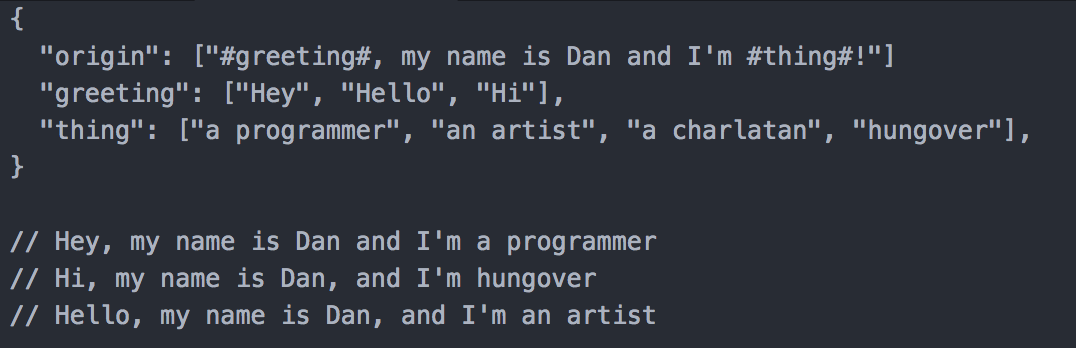 {
  "origin": ["#greeting#, my name is Dan and I'm #thing#!"]
  "greeting": ["Hey", "Hello", "Hi"],
  "thing": ["a programmer", "an artist", "a charlatan", "hungover"],
}
// Hey, my name is Dan and I'm a programmer
// Hi, my name is Dan, and I'm hungover
// Hello, my name is Dan, and I'm an artist